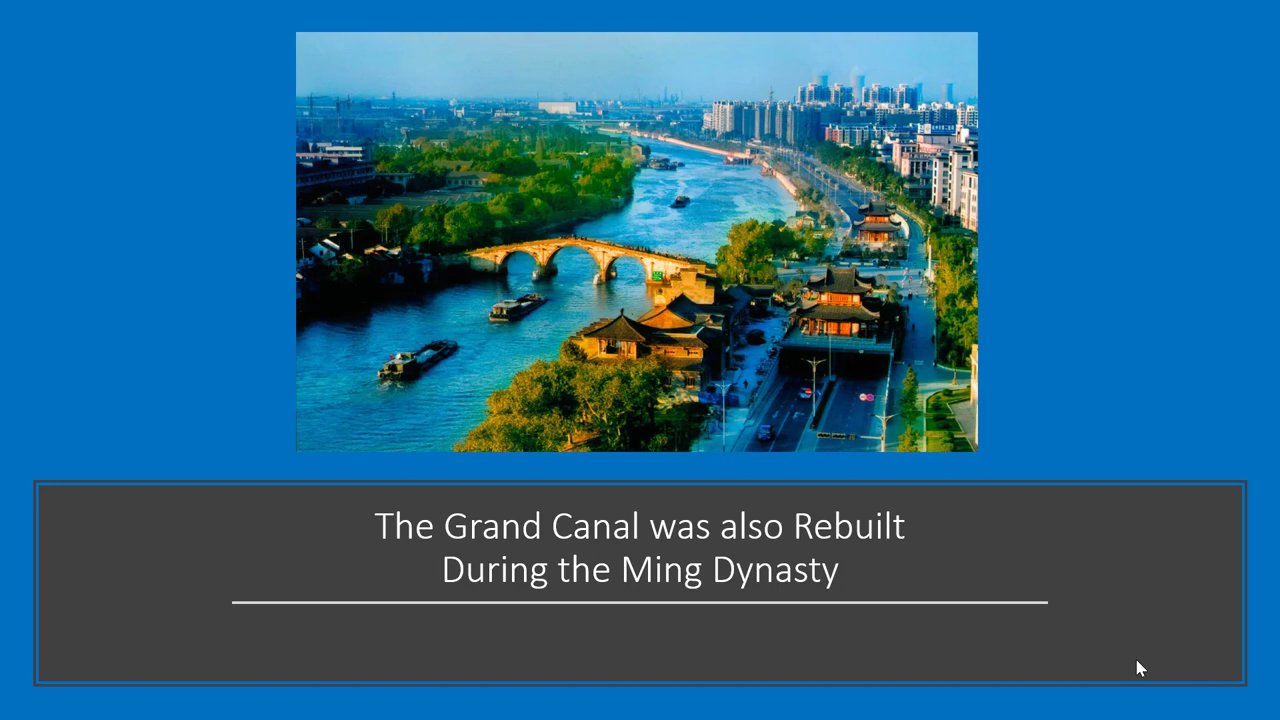 The Grand Canal was also Rebuilt
During the Ming Dynasty